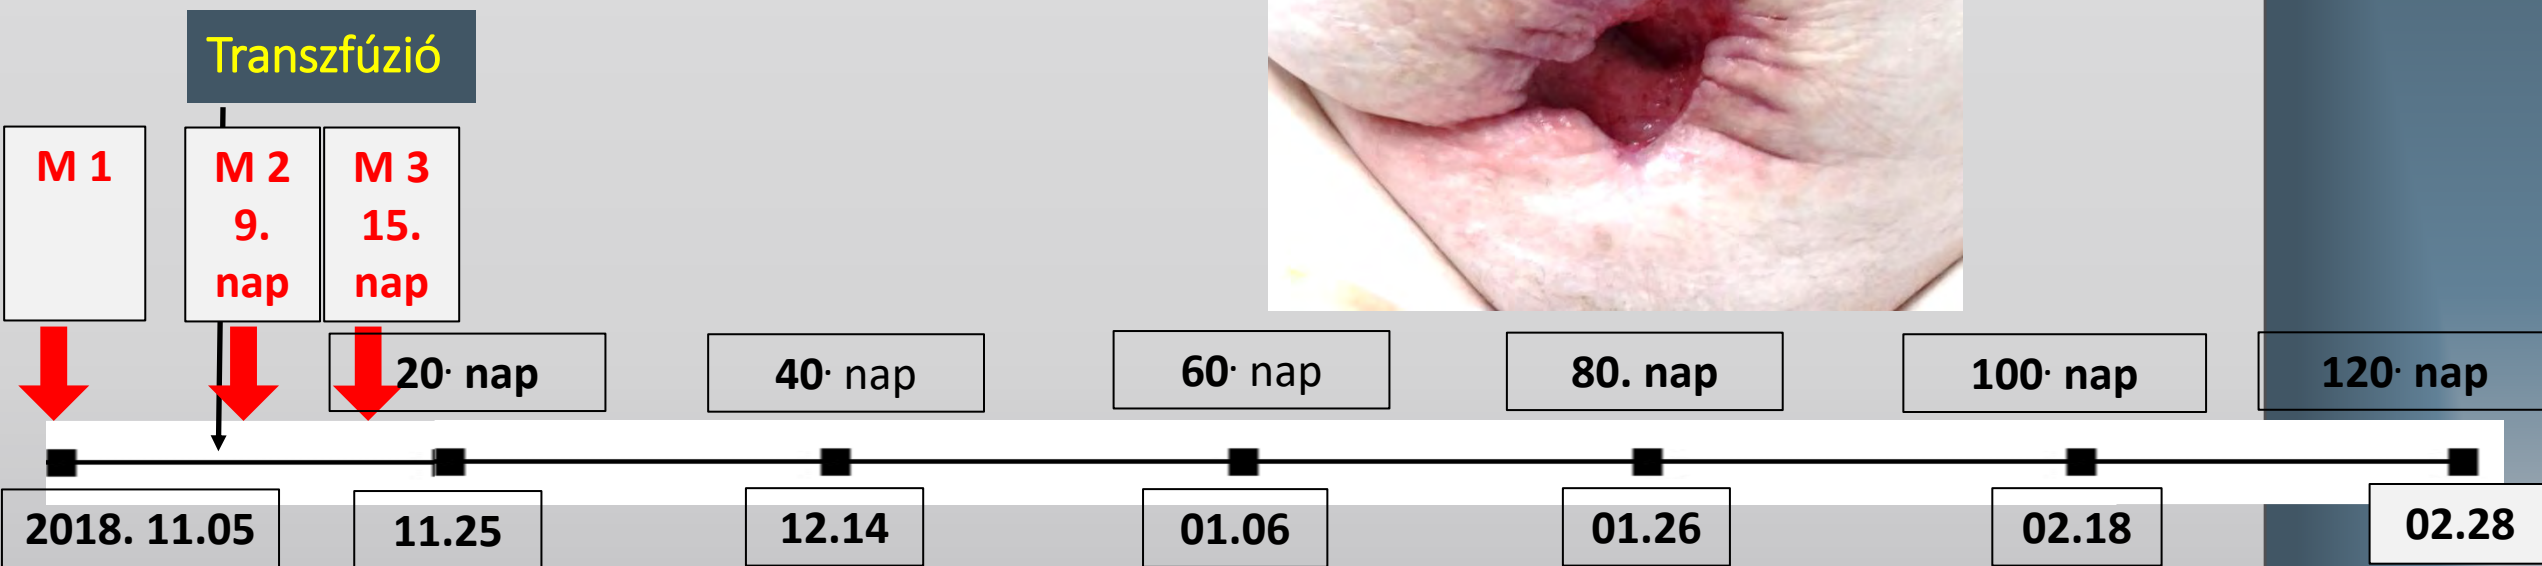 Transzfúzió
M 1
M 2
9.
nap
M 3
15.
nap
20. nap
40. nap
60. nap
80. nap
100. nap
120. nap
2018. 11.05
11.25
12.14
01.06
01.26
02.18
02.28